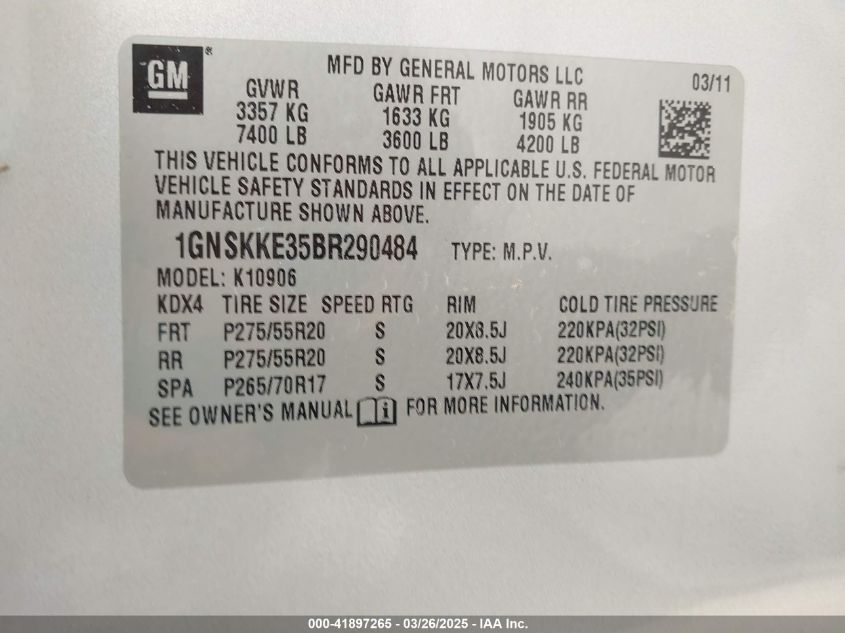 GM®
MFD BY GENERAL MOTORS LLC
03/11
GVWR GAWR FRT GAWR RR
3357 KG 1633 KG 1905 KG
7400 LB 3600 LB 4200 LB
THIS VEHICLE CONFORMS TO ALL APPLICABLE U.S. FEDERAL MOTOR
VEHICLE SAFETY STANDARDS IN EFFECT ON THE DATE OF
MANUFACTURE SHOWN ABOVE.
1GNSKKE35BR290484 TYPE: M.P.V.
MODEL: K10906
KDX4 TIRE SIZE SPEED RTG RIM COLD TIRE PRESSURE
FRT P275/55R20 S 20X8.5J 220KPA(32PSI)
RR P275/55R20 S 20X8.5J 220KPA(32PSI)
SPA P265/70R17 S 17X7.5J 240KPA(35PSI)
SEE OWNER'S MANUAL i FOR MORE INFORMATION.
000-41897265 - 03/26/2025 - IAA Inc.